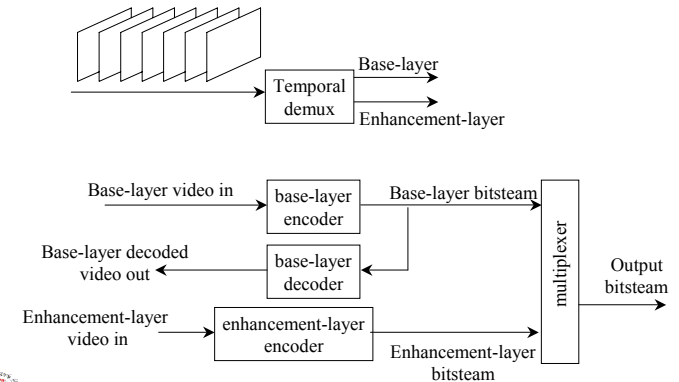 Base-layer
Temporal
demux
Enhancement-layer
Base-layer video in
base-layer
encoder
Base-layer bitsteam
Base-layer decoded
video out
base-layer
decoder
multiplexer
Output
bitsteam
Enhancement-layer
video in
enhancement-layer
encoder
Enhancement-layer
bitsteam